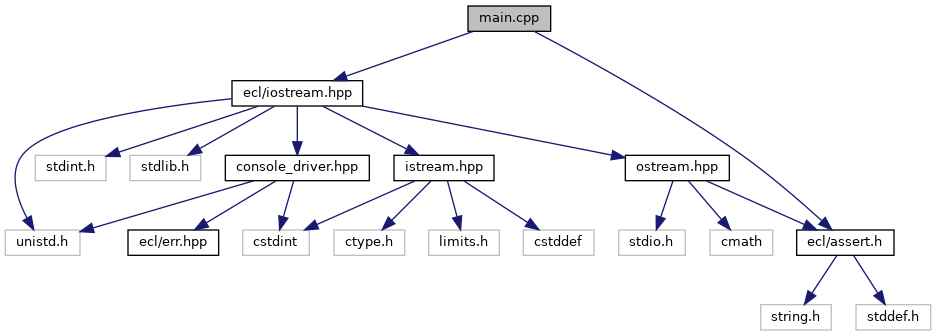 main.cpp
ecl/iostream.hpp
stdint.h
stdlib.h
console_driver.hpp
istream.hpp
ostream.hpp
unistd.h
ecl/err.hpp
cstdint
ctype.h
limits.h
cstddef
stdio.h
cmath
ecl/assert.h
string.h
stddef.h